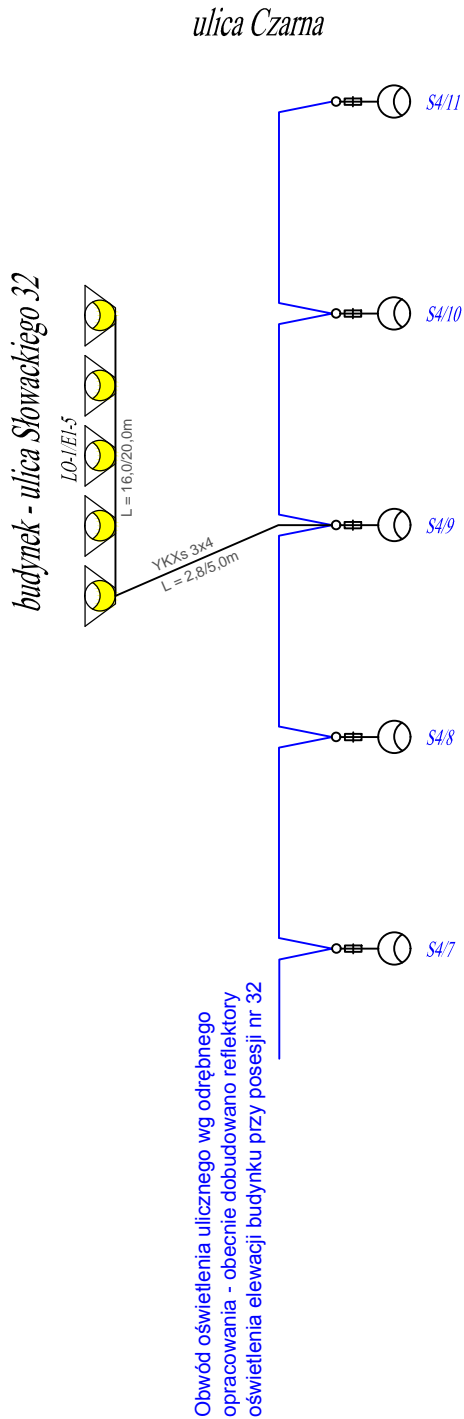 ulica Czarna
S4/11
budynek - ulica Słowackiego 32
S4/10
LO-1/E1-5
L = 16,0/20,0m
S4/9
YKXs 3x4
L = 2,8/5,0m
S4/8
S4/7
Obwód oświetlenia ulicznego wg odrębnego
opracowania - obecnie dobudowano reflektory
oświetlenia elewacji budynku przy posesji nr 32